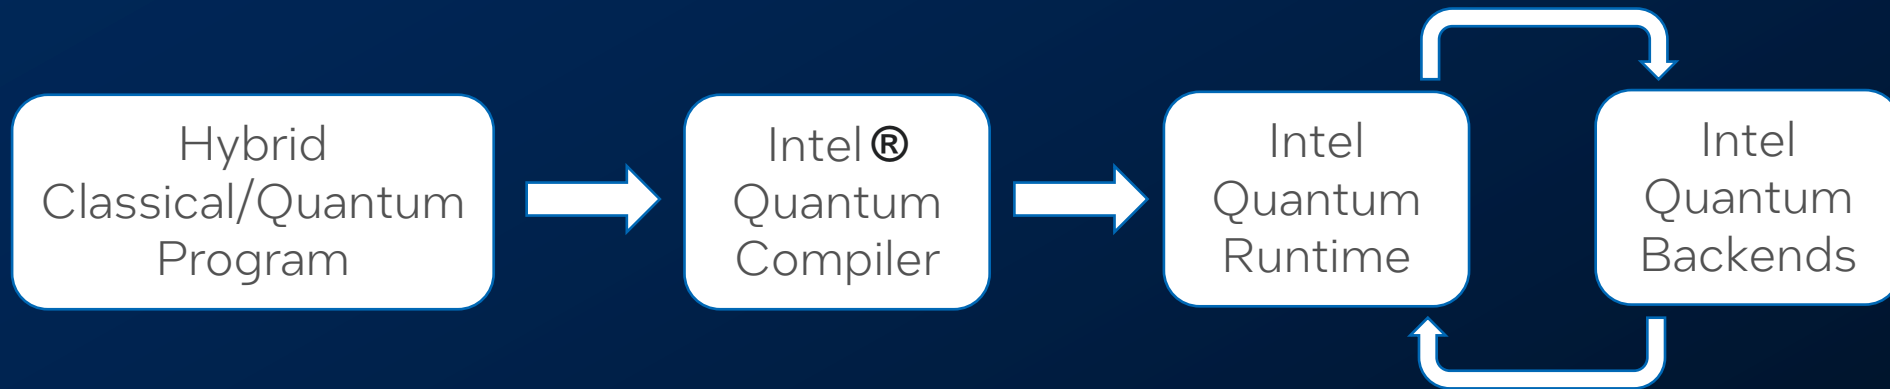 Hybrid
Classical/Quantum
Program
Intel®
Quantum
Compiler
Intel
Quantum
Runtime
Intel
Quantum
Backends